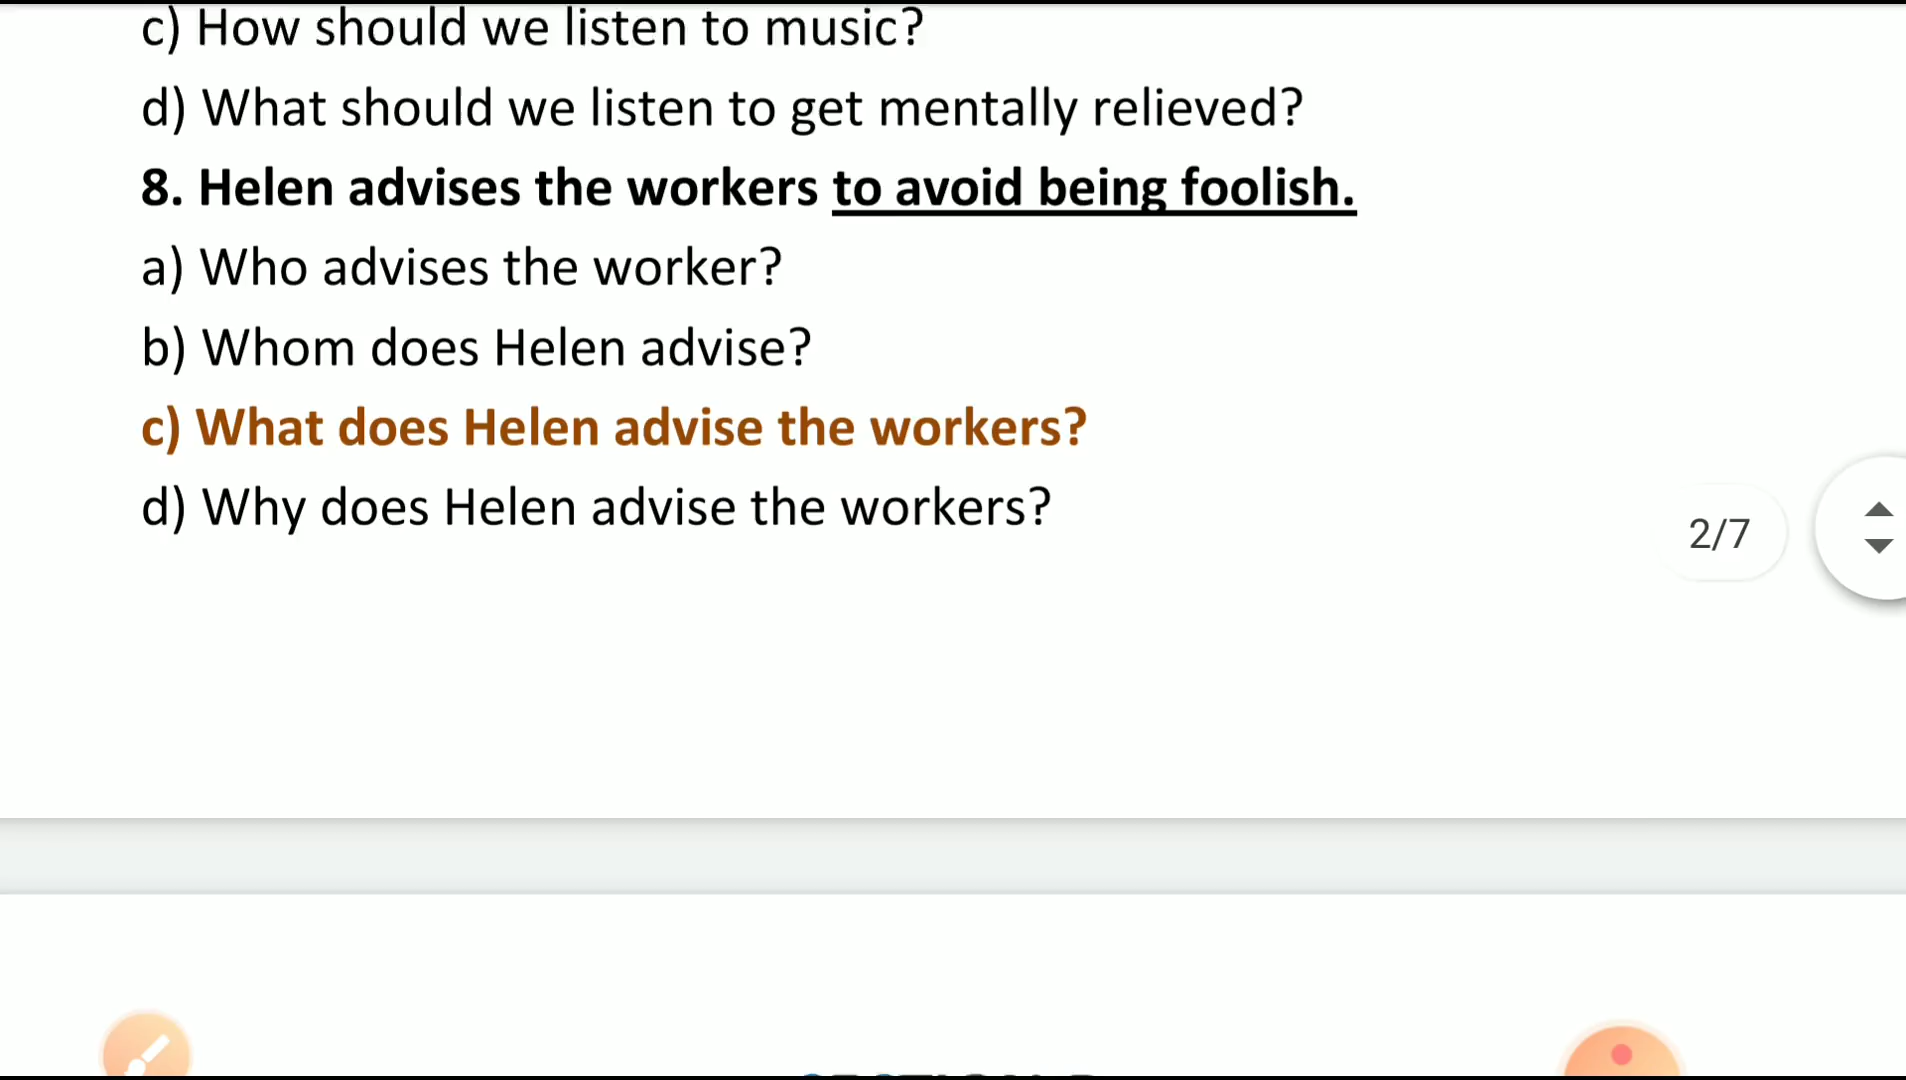 c) How should we listen to music?
d) What should we listen to get mentally relieved?
8. Helen advises the workers to avoid being foolish.
a) Who advises the worker?
b) Whom does Helen advise?
c) What does Helen advise the workers?
d) Why does Helen advise the workers?
2/7